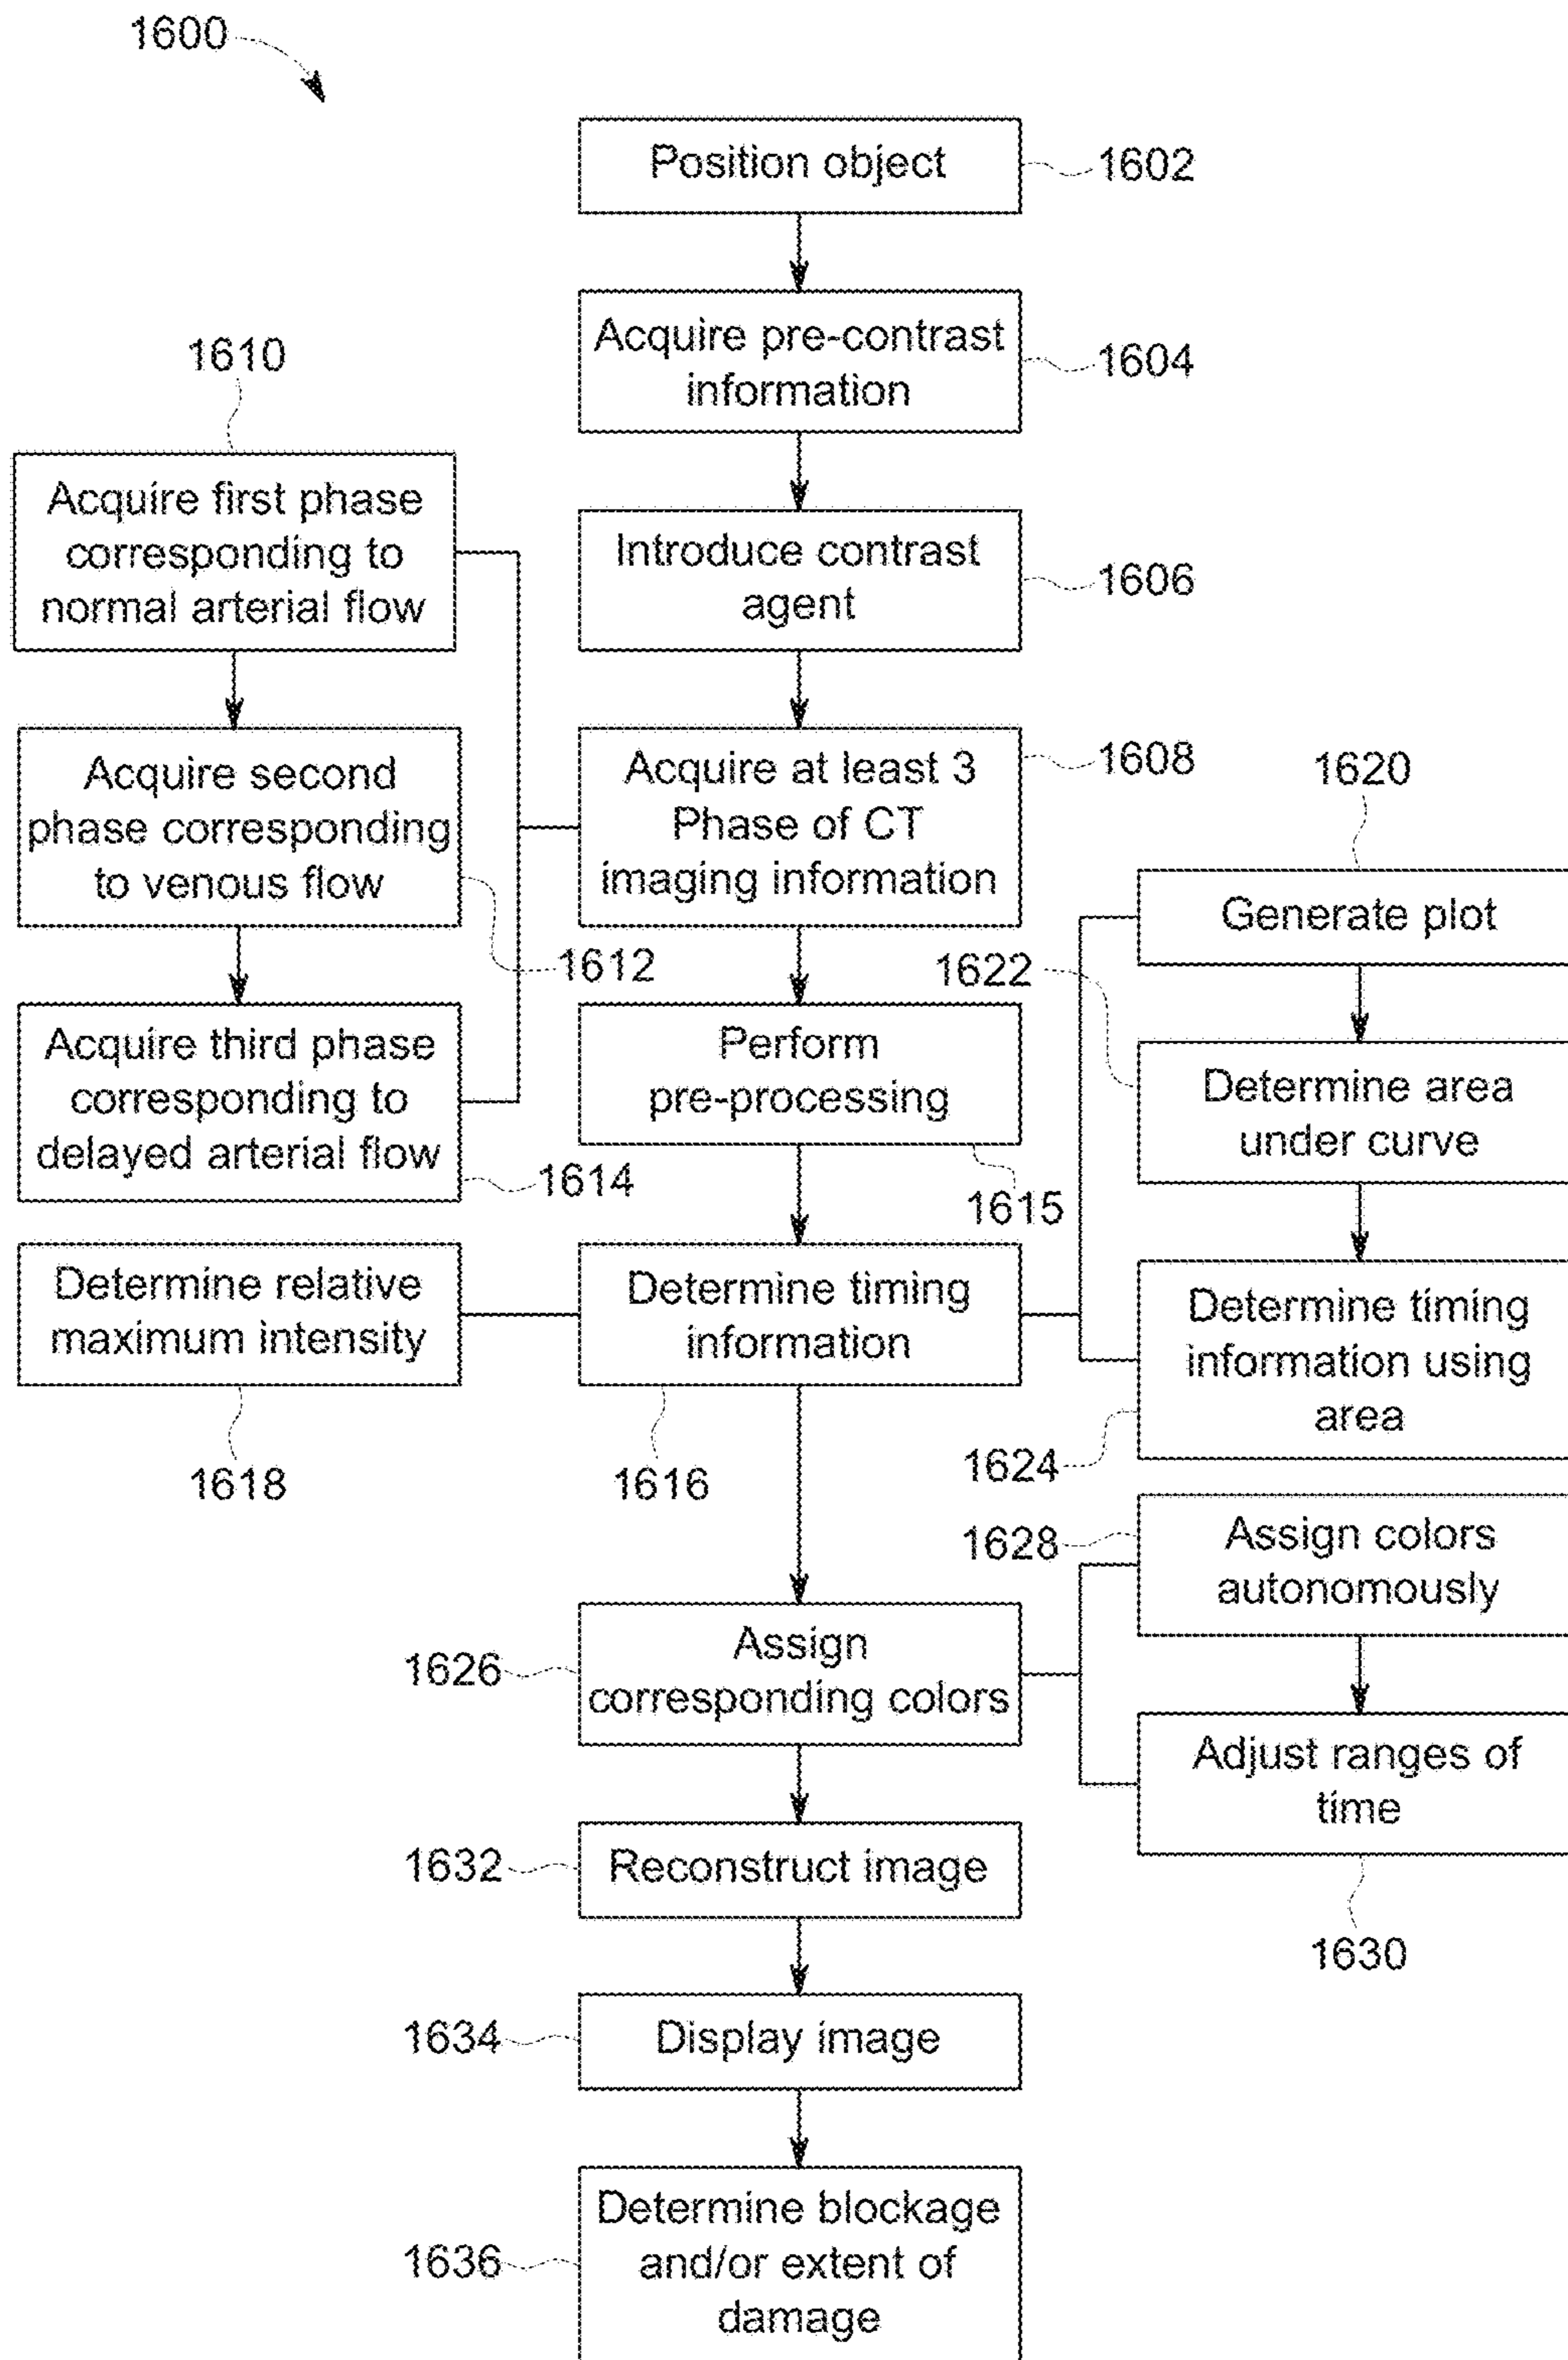 1600
Position object
1602
Acquire pre-contrast
information
1604
Introduce contrast
agent
1606
Acquire at least 3
Phase of CT
imaging information
1608
1610
Acquire first phase
corresponding to
normal arterial flow
Acquire second
phase corresponding
to venous flow
1612
Acquire third phase
corresponding to
delayed arterial flow
1614
Perform
pre-processing
1615
Determine timing
information
1616
Determine relative
maximum intensity
1618
1620
Generate plot
1622
Determine area
under curve
Determine timing
information using
area
1624
1626
Assign
corresponding colors
1628
Assign colors
autonomously
Adjust ranges of
time
1630
1632
Reconstruct image
1634
Display image
1636
Determine blockage
and/or extent of
damage